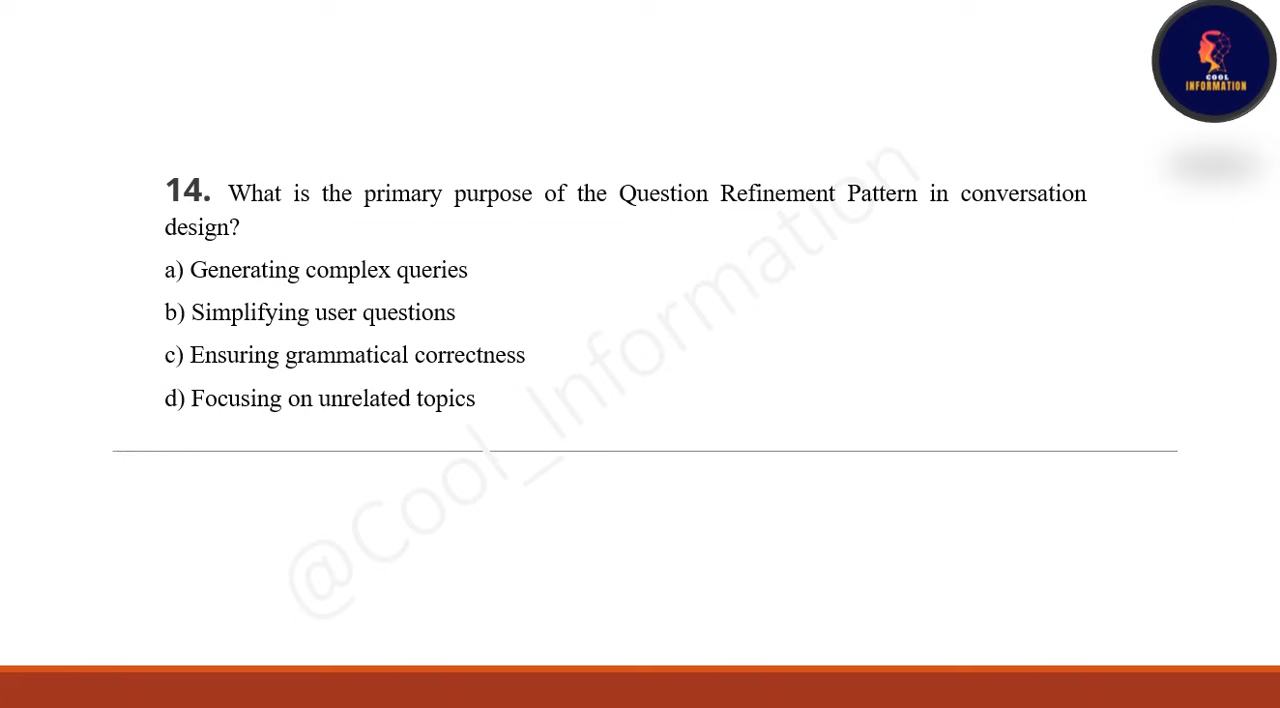 COOL
INFORMATION
14. What is the primary purpose of the Question Refinement Pattern in conversation
design?
a) Generating complex queries
b) Simplifying user questions
c) Ensuring grammatical correctness
d) Focusing on unrelated topics
@Cool_Information